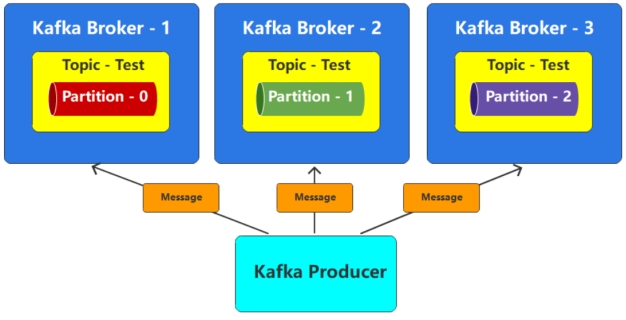 Kafka Broker - 1
Topic - Test
Partition - 0
Kafka Broker - 2
Topic - Test
Partition - 1
Kafka Broker - 3
Topic - Test
Partition - 2
Message
Message
Message
Kafka Producer